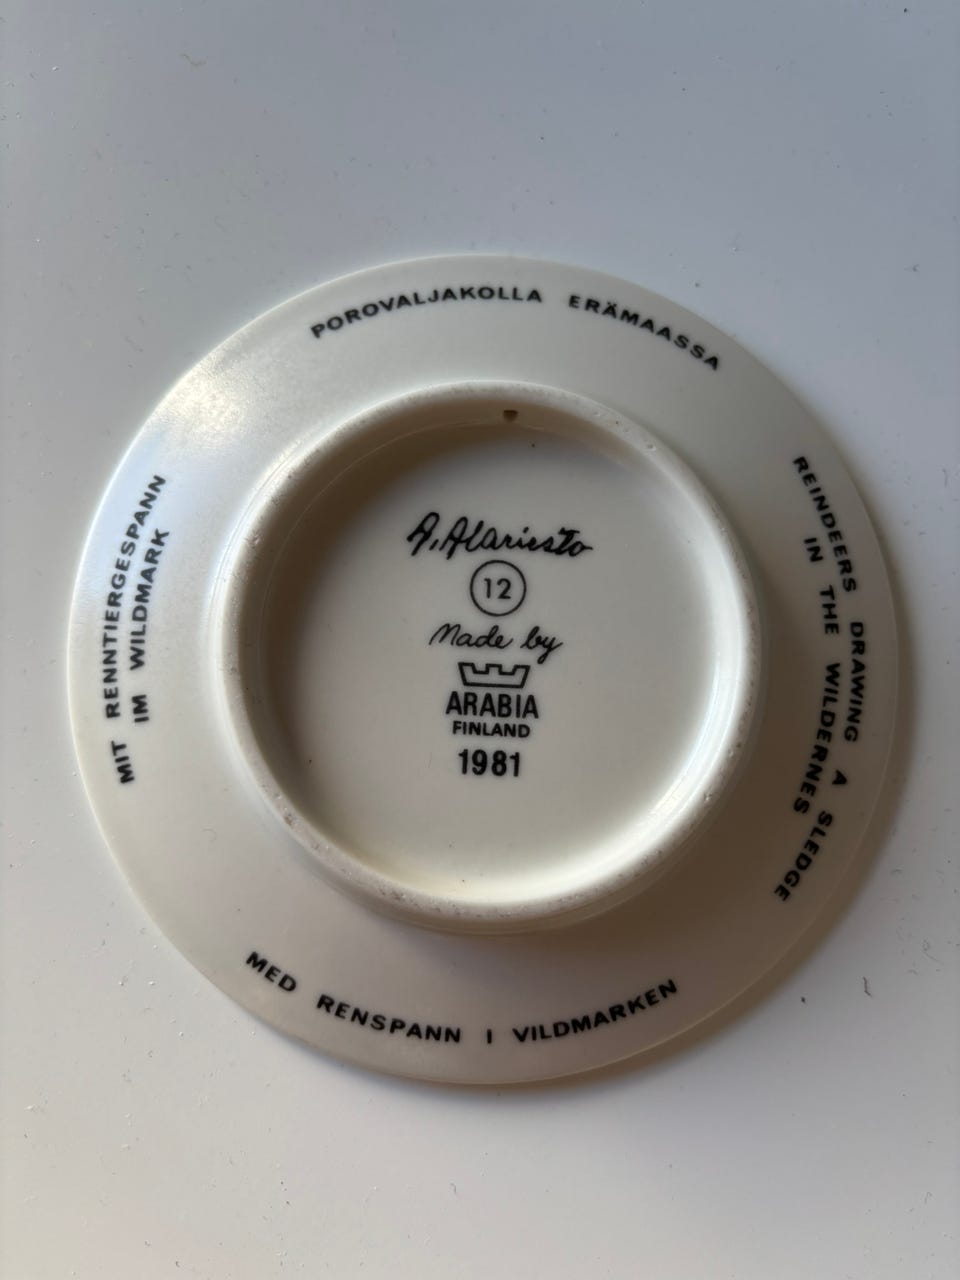 POROVALJAKOLLA ERÄMAASSA
REINDEERS DRAWING A SLEDGE
IN THE WILDERNES
MED RENSPANN I VILDMARKEN
MIT RENNTIERGESPANN
IM WILDMARK
A. Alariesto
12
Made by
ARABIA
FINLAND
1981